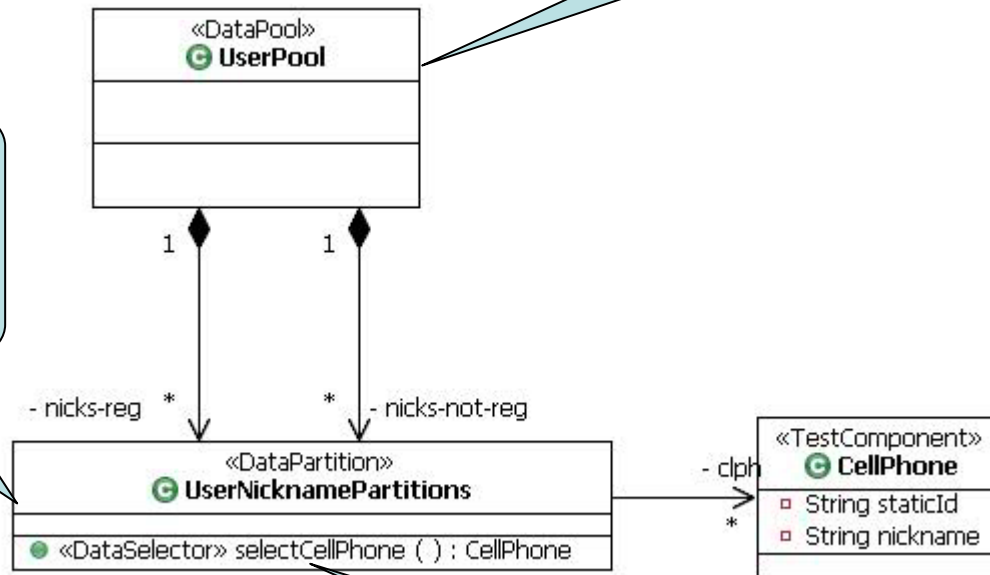 «DataPool»
UserPool
1
1
- nicks-reg
*
*
- nicks-not-reg
«DataPartition»
UserNicknamePartitions
«DataSelector» selectCellPhone ( ) : CellPhone
- clph
*
«TestComponent»
CellPhone
String staticId
String nickname